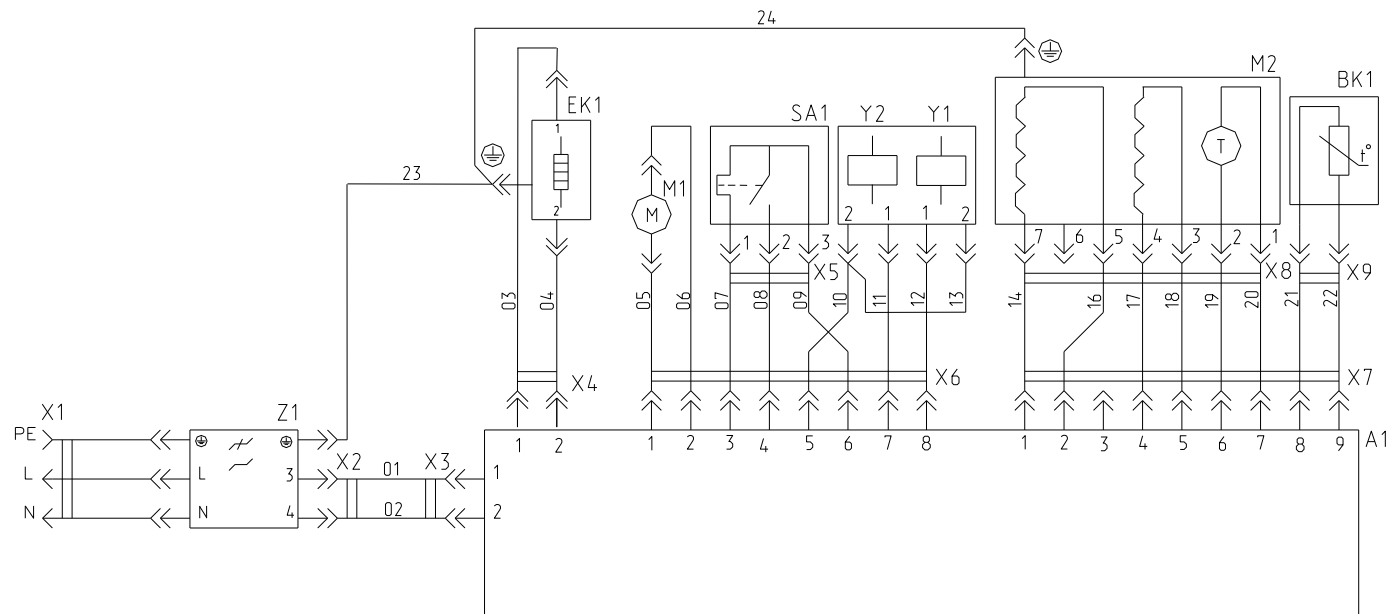 24
M2
BK1
EK1
SA1 Y2 Y1
1
T
t°
23
M1
2
M
2 1 1 2
1 2 3
7 6 5 4 3 2 1
X5 X8 X9
03 04 05 06 07 08 09 10 11 12 13 14 16 17 18 19 20 21 22
X4 X6 X7
X1 Z1
1 2 1 2 3 4 5 6 7 8 1 2 3 4 5 6 7 8 9 A1
PE
X2 X3
L L 3 01 1
N N 4 02 2